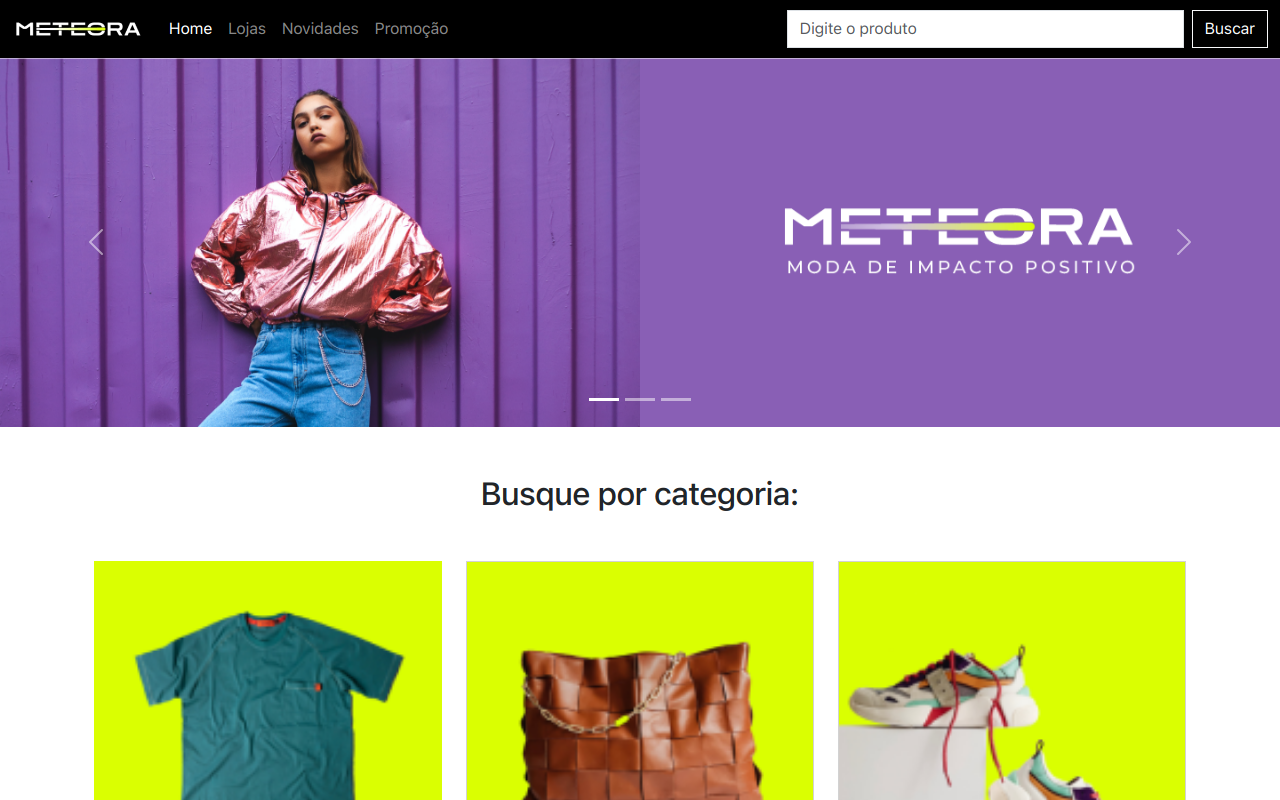 METEORA Home Lojas Novidades Promoção Digite o produto Buscar
METEORA
MODA DE IMPACTO POSITIVO
Busque por categoria: